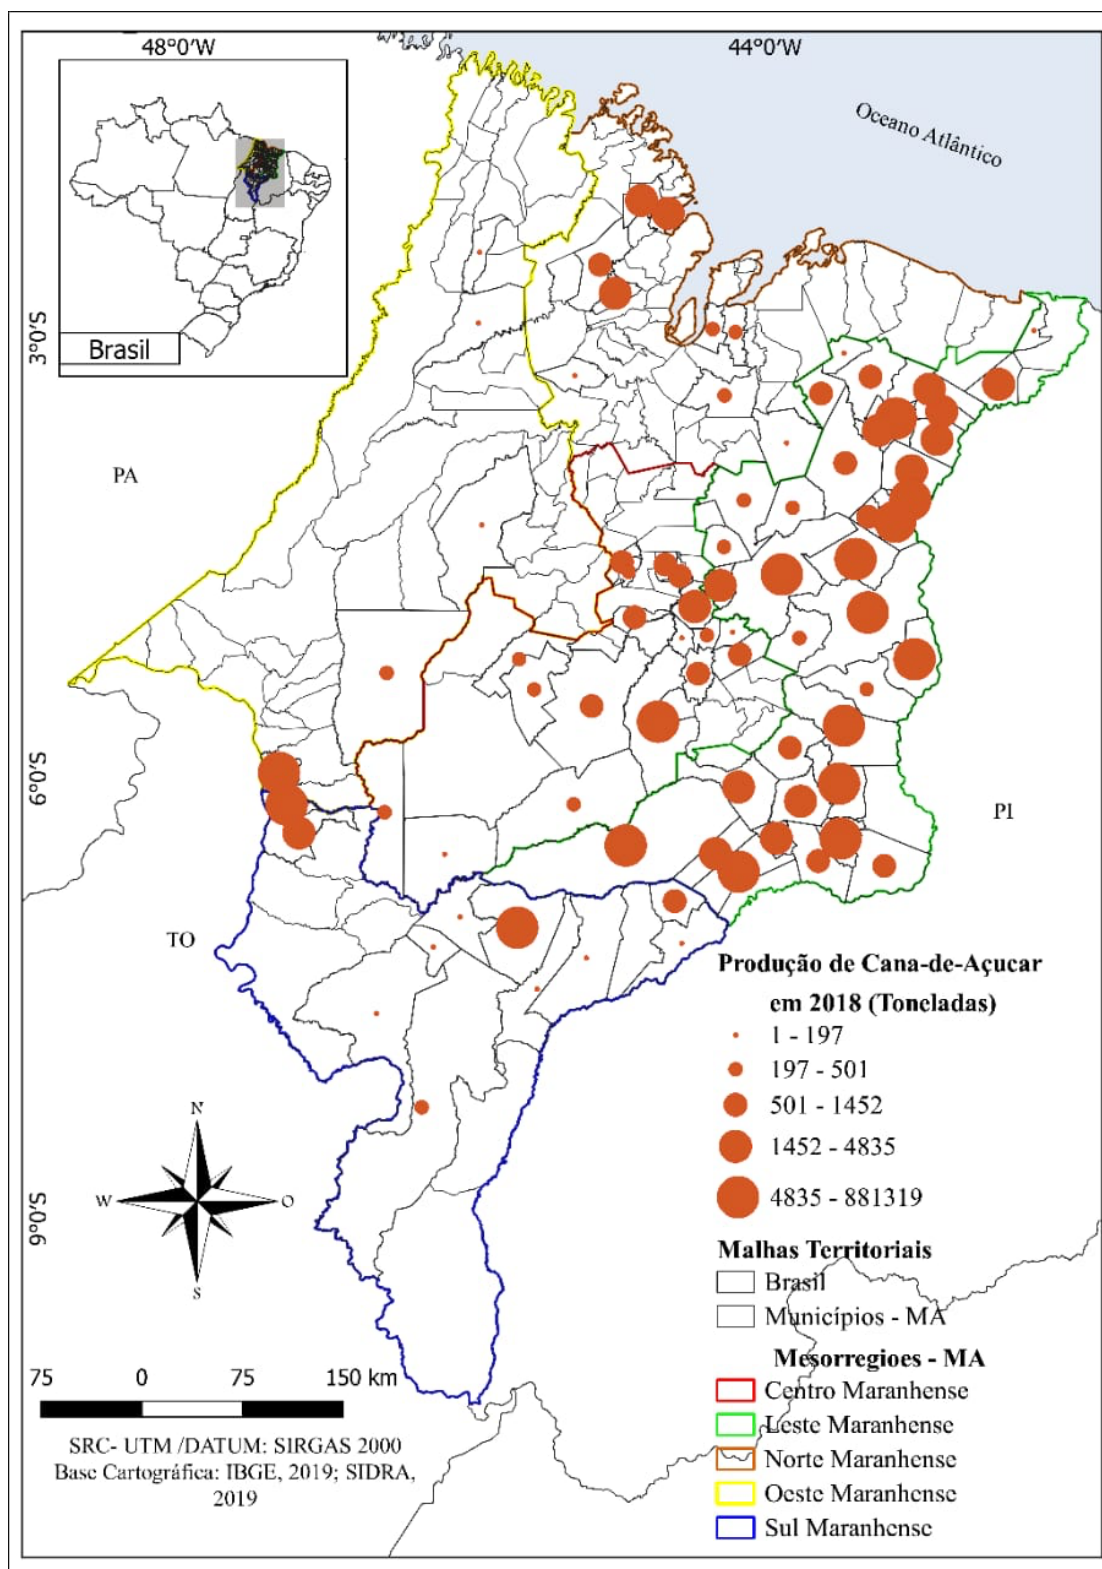 48°0'W
44°0'W
Oceano Atlântico
3°0'S
Brasil
PA
6°0'S
PI
TO
Produção de Cana-de-Açucar
em 2018 (Toneladas)
1 - 197
197 - 501
501 - 1452
1452 - 4835
4835 - 881319
N
W
O
S
9°0'S
Malhas Territoriais
Brasil
Municípios - MA
Mesorregioes - MA
Centro Maranhense
Leste Maranhense
Norte Maranhense
Oeste Maranhense
Sul Maranhense
75 0 75 150 km
SRC- UTM /DATUM: SIRGAS 2000
Base Cartográfica: IBGE, 2019; SIDRA,
2019